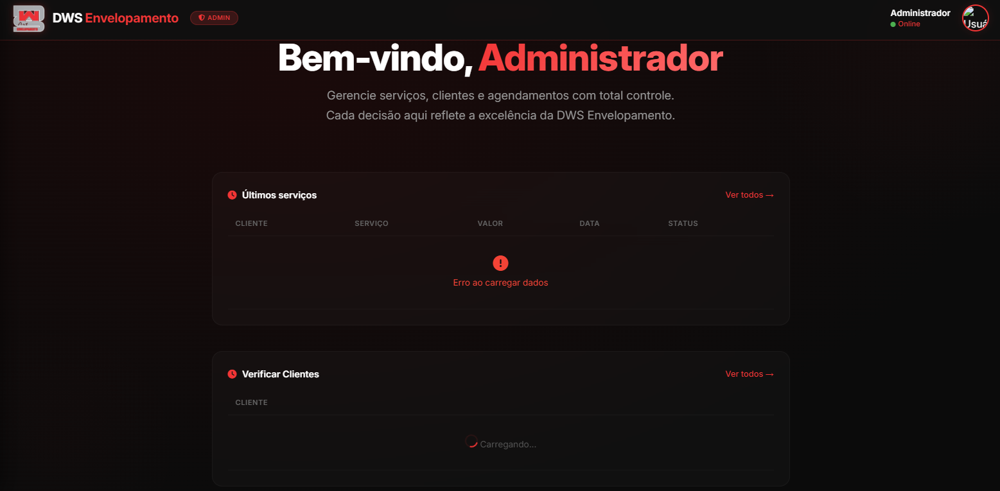 DWS Envelopamento
ADMIN
Administrador
Online
Usuá
Bem-vindo, Administrador
Gerencie serviços, clientes e agendamentos com total controle.
Cada decisão aqui reflete a excelência da DWS Envelopamento.
Últimos serviços
Ver todos →
CLIENTE SERVIÇO VALOR DATA STATUS
Erro ao carregar dados
Verificar Clientes
Ver todos →
CLIENTE
Carregando...